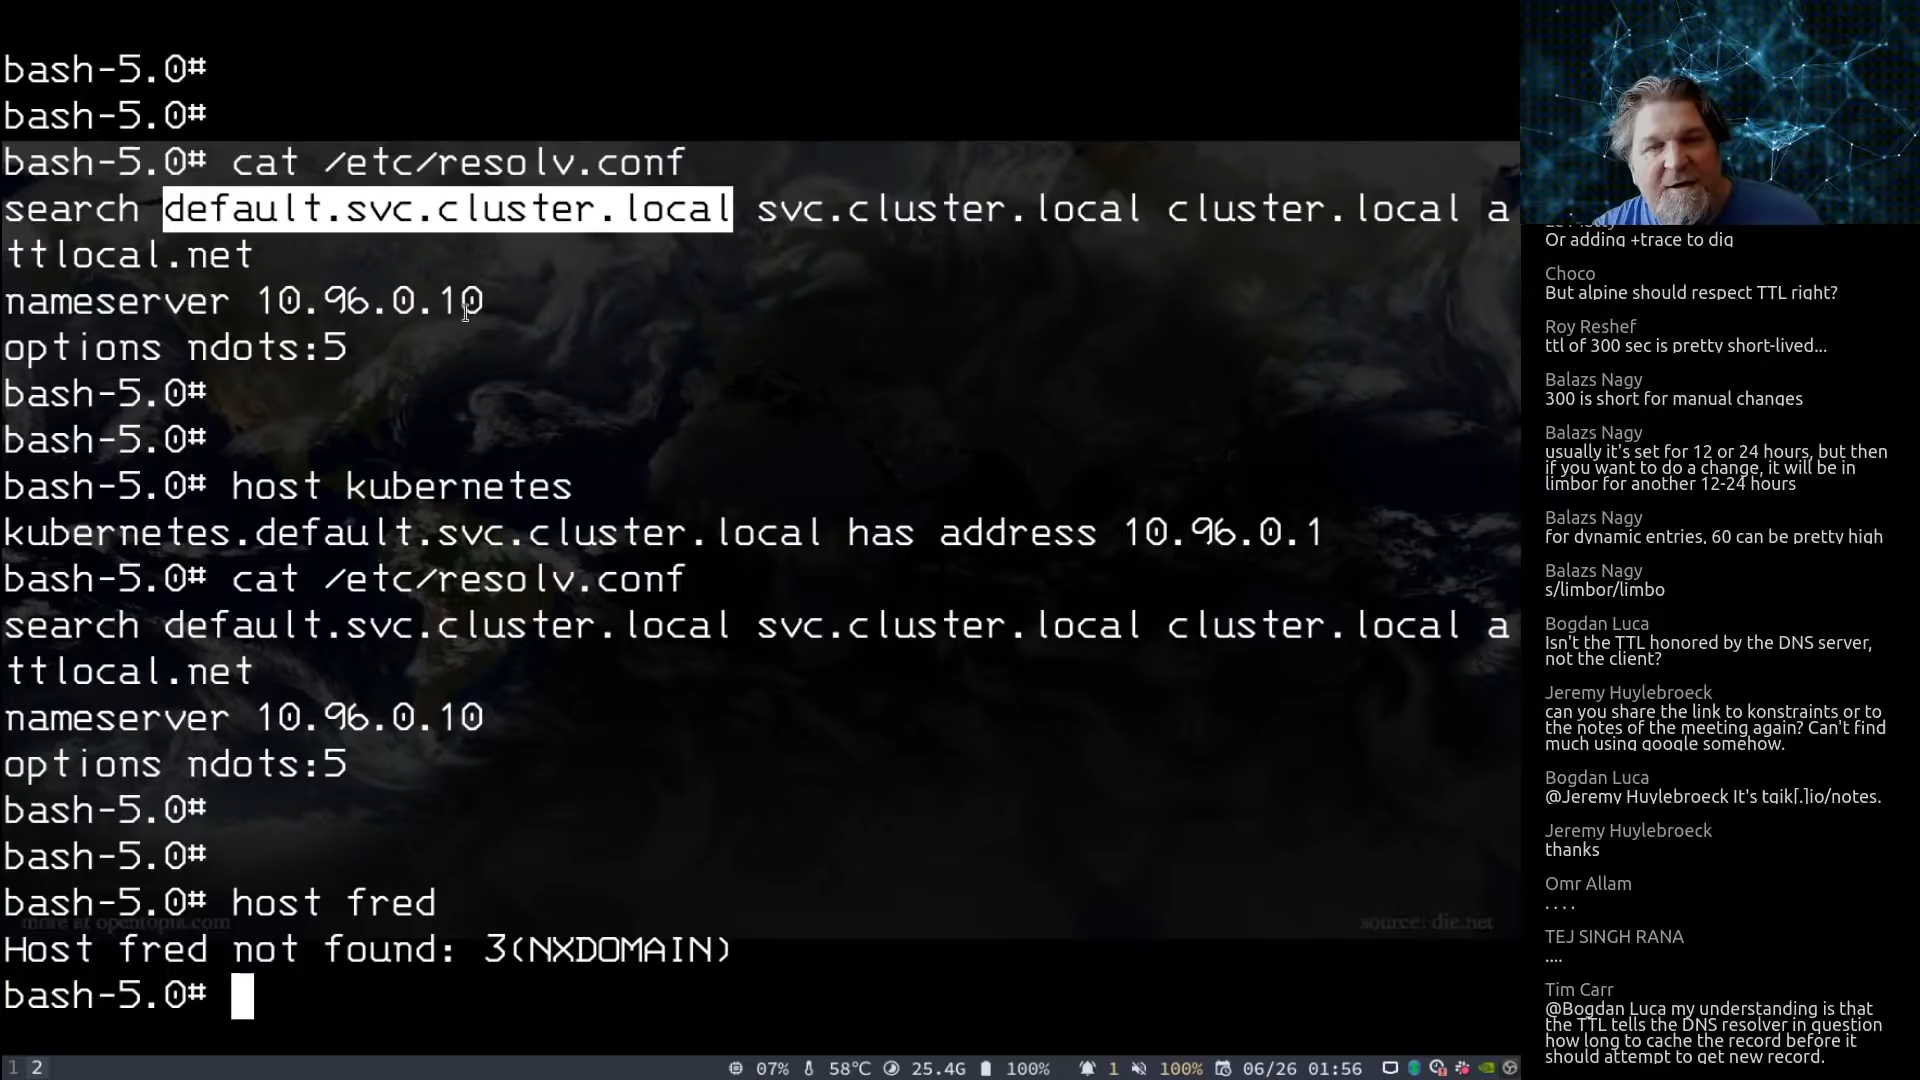 bash-5.0#
bash-5.0#
bash-5.0# cat /etc/resolv.conf
search default.svc.cluster.local svc.cluster.local cluster.local a
ttlocal.net
nameserver 10.96.0.10
options ndots:5
bash-5.0#
bash-5.0#
bash-5.0# host kubernetes
kubernetes.default.svc.cluster.local has address 10.96.0.1
bash-5.0# cat /etc/resolv.conf
search default.svc.cluster.local svc.cluster.local cluster.local a
ttlocal.net
nameserver 10.96.0.10
options ndots:5
bash-5.0#
bash-5.0#
bash-5.0# host fred
more at opentopia.com
source: die.net
Host fred not found: 3(NXDOMAIN)
bash-5.0#
1 2
07% 58°C 25.4G 100% 1 100% 06/26 01:56
Or adding +trace to dig
Choco
But alpine should respect TTL right?
Roy Reshef
ttl of 300 sec is pretty short-lived...
Balazs Nagy
300 is short for manual changes
Balazs Nagy
usually it's set for 12 or 24 hours, but then
if you want to do a change, it will be in
limbor for another 12-24 hours
Balazs Nagy
for dynamic entries, 60 can be pretty high
Balazs Nagy
s/limbor/limbo
Bogdan Luca
Isn't the TTL honored by the DNS server,
not the client?
Jeremy Huylebroeck
can you share the link to konstraints or to
the notes of the meeting again? Can't find
much using google somehow.
Bogdan Luca
@Jeremy Huylebroeck It's tgik[.]io/notes.
Jeremy Huylebroeck
thanks
Omr Allam
. . . .
TEJ SINGH RANA
....
Tim Carr
@Bogdan Luca my understanding is that
the TTL tells the DNS resolver in question
how long to cache the record before it
should attempt to get new record.